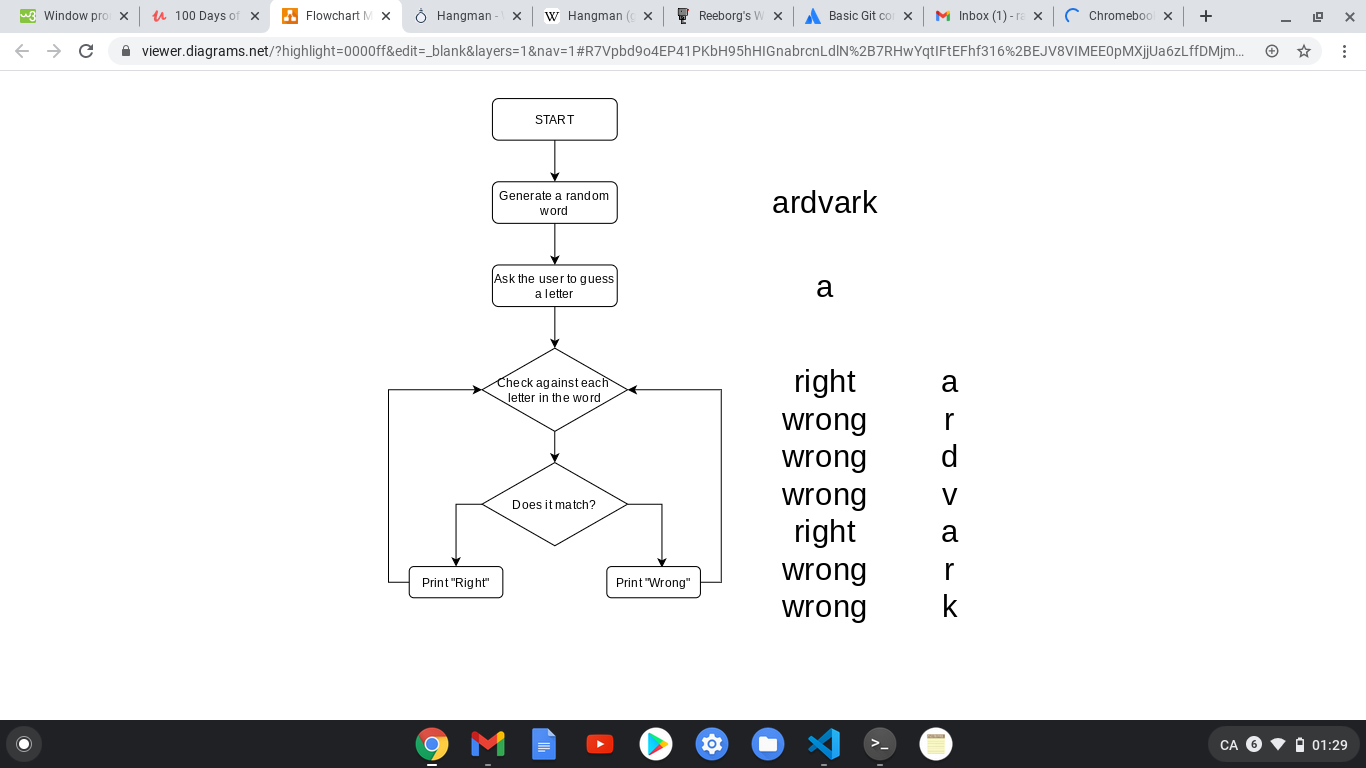 Window pro
100 Days of
Flowchart M
Hangman - W
Hangman (g
Reeborg's W
Basic Git co
Inbox (1) - ra
Chromebook
viewer.diagrams.net/?highlight=0000ff&edit=_blank&layers=1&nav=1#R7Vpbd9o4EP41PKbH95hHIGnabrcnLdlN%2B7RHwYqtIFtEFhf316%2BEJV8VIMEE0pMXjjUa6zLffDMjm...
START
Generate a random
word
ardvark
Ask the user to guess
a letter
a
Check against each
letter in the word
Does it match?
Print "Right"
Print "Wrong"
right a
wrong r
wrong d
wrong v
right a
wrong r
wrong k
CA 6 01:29